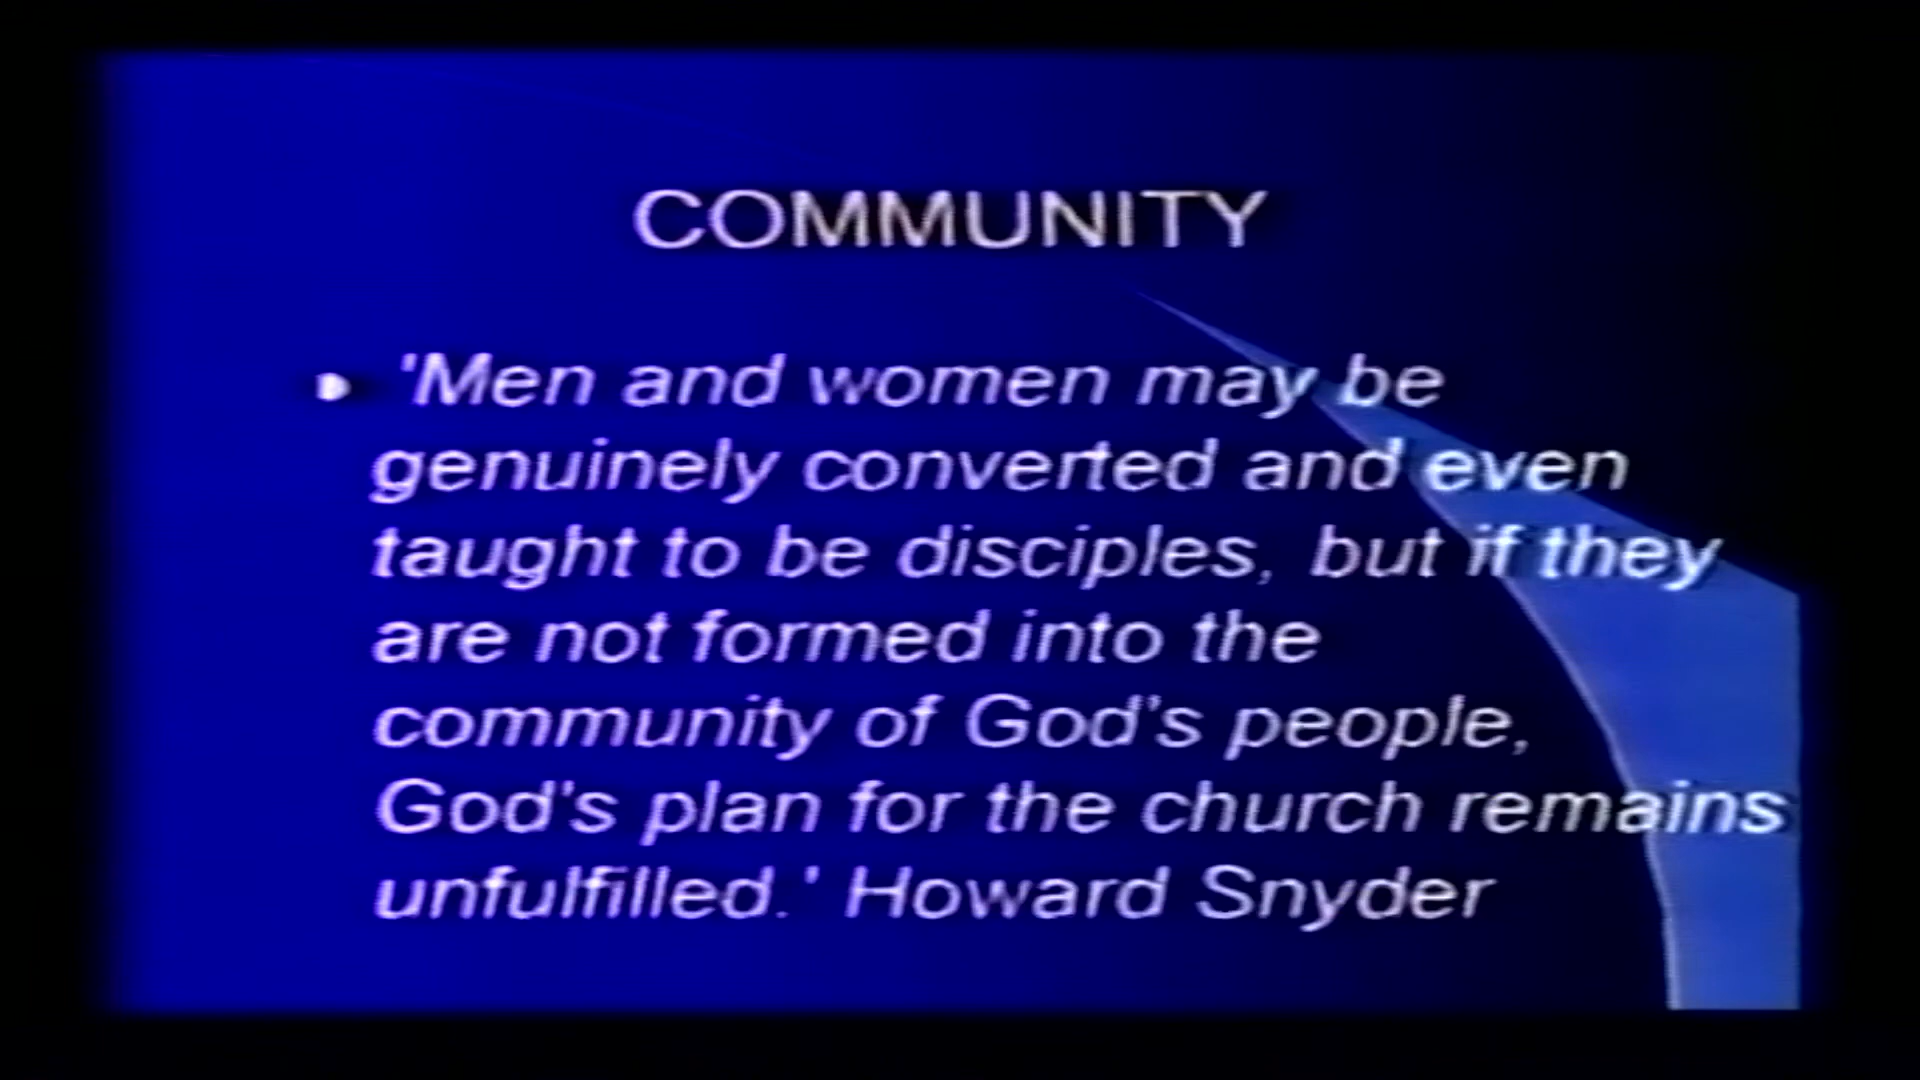 COMMUNITY
• 'Men and women may be
genuinely converted and even
taught to be disciples, but if they
are not formed into the
community of God's people,
God's plan for the church remains
unfulfilled.' Howard Snyder